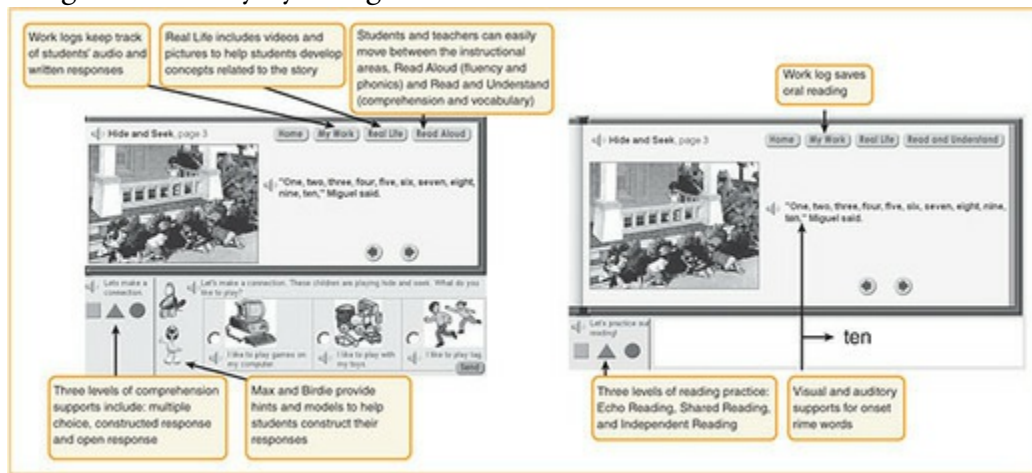 Work logs keep track
of students' audio and
written responses
Real Life includes videos and
pictures to help students develop
concepts related to the story
Students and teachers can easily
move between the instructional
areas, Read Aloud (fluency and
phonics) and Read and Understand
(comprehension and vocabulary)
Hide and Seek, page 3
Home
My Work
Real Life
Read Aloud
"One, two, three, four, five, six, seven, eight,
nine, ten," Miguel said.
Lets make a
connection.
Let's make a connection. These children are playing hide and seek. What do you
like to play?
I like to play games on
my computer.
I like to play with
my toys.
I like to play tag.
Send
Three levels of comprehension
supports include: multiple
choice, constructed response
and open response
Max and Birdie provide
hints and models to help
students construct their
responses
Work log saves
oral reading
Hide and Seek, page 3
Home
My Work
Real Life
Read and Understand
"One, two, three, four, five, six, seven, eight, nine,
ten," Miguel said.
Let's practice
reading!
ten
Three levels of reading practice:
Echo Reading, Shared Reading,
and Independent Reading
Visual and auditory
supports for onset
rime words